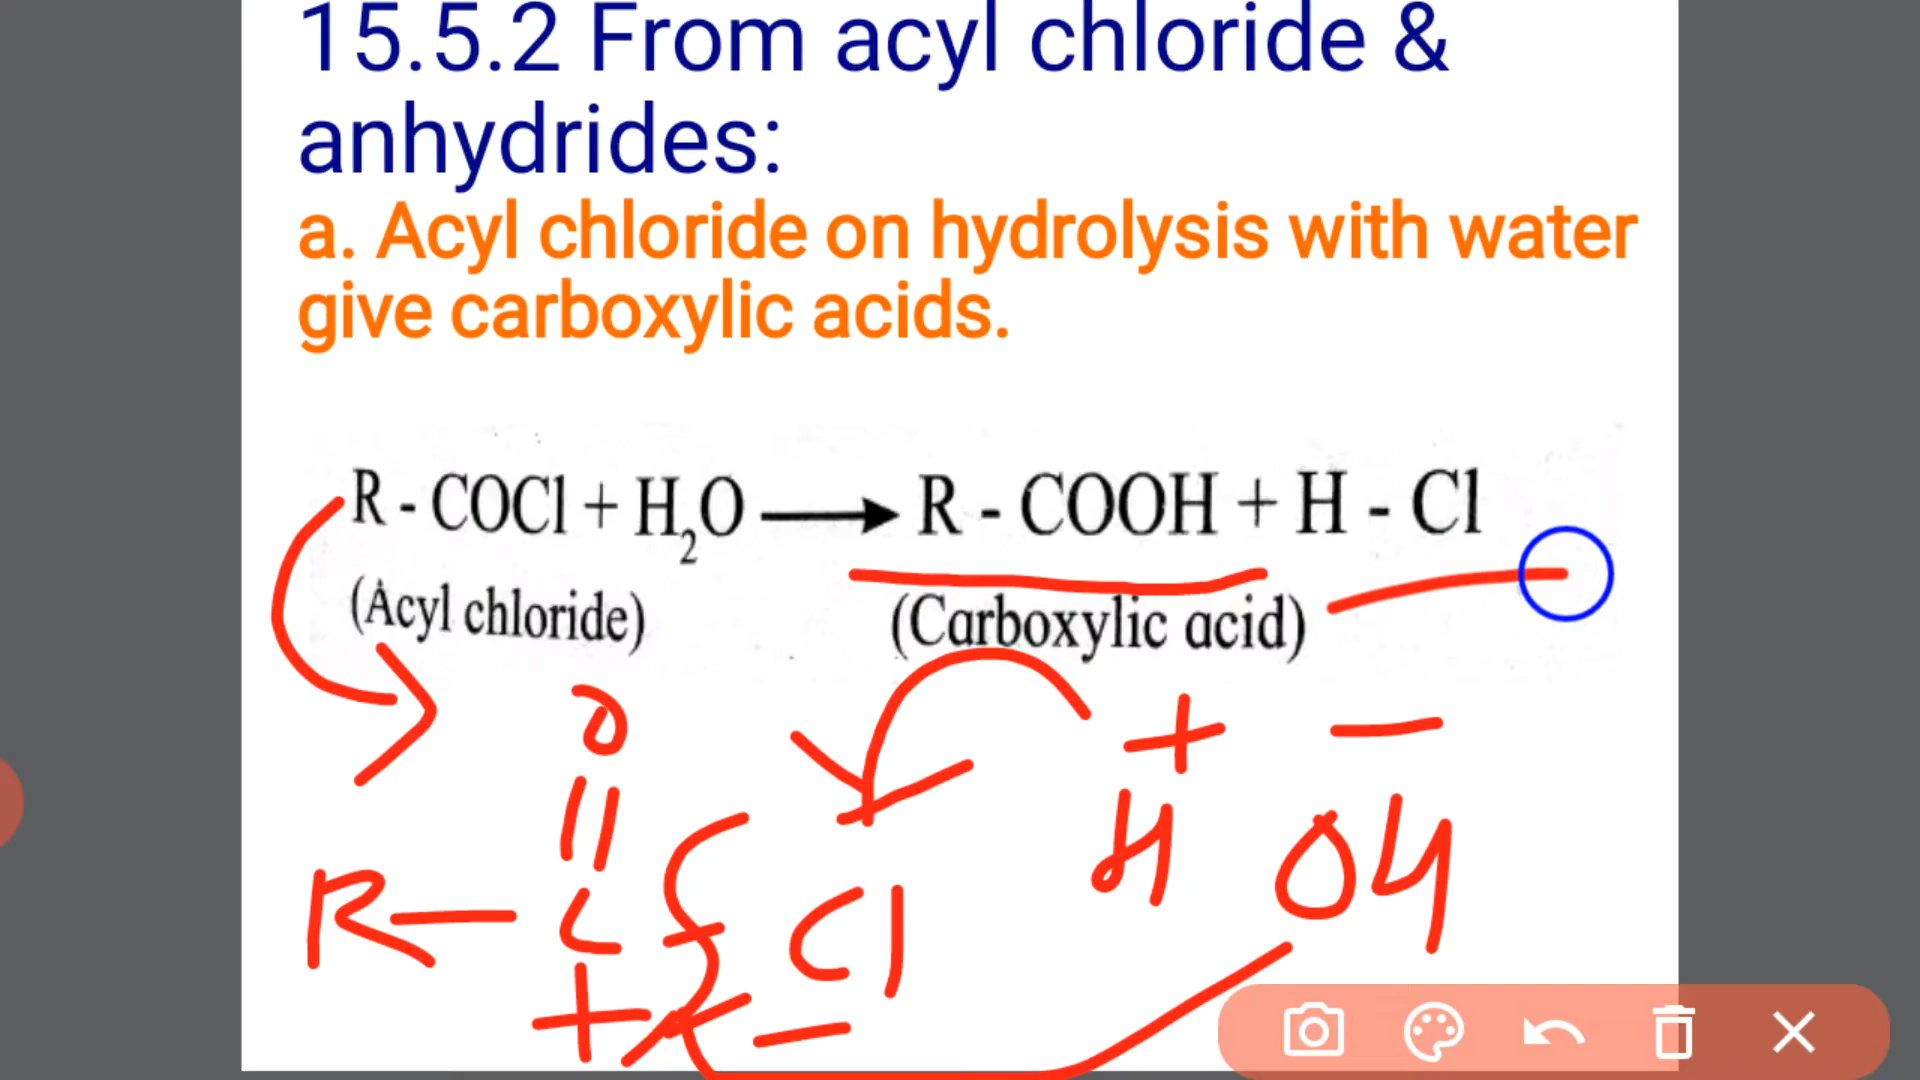 15.5.2 From acyl chloride &
anhydrides:
a. Acyl chloride on hydrolysis with water
give carboxylic acids.
R - COCl + H₂O ⟶ R - COOH + H - Cl
(Acyl chloride) (Carboxylic acid)
+ −
O
||
H OH
R — C Cl
+ −